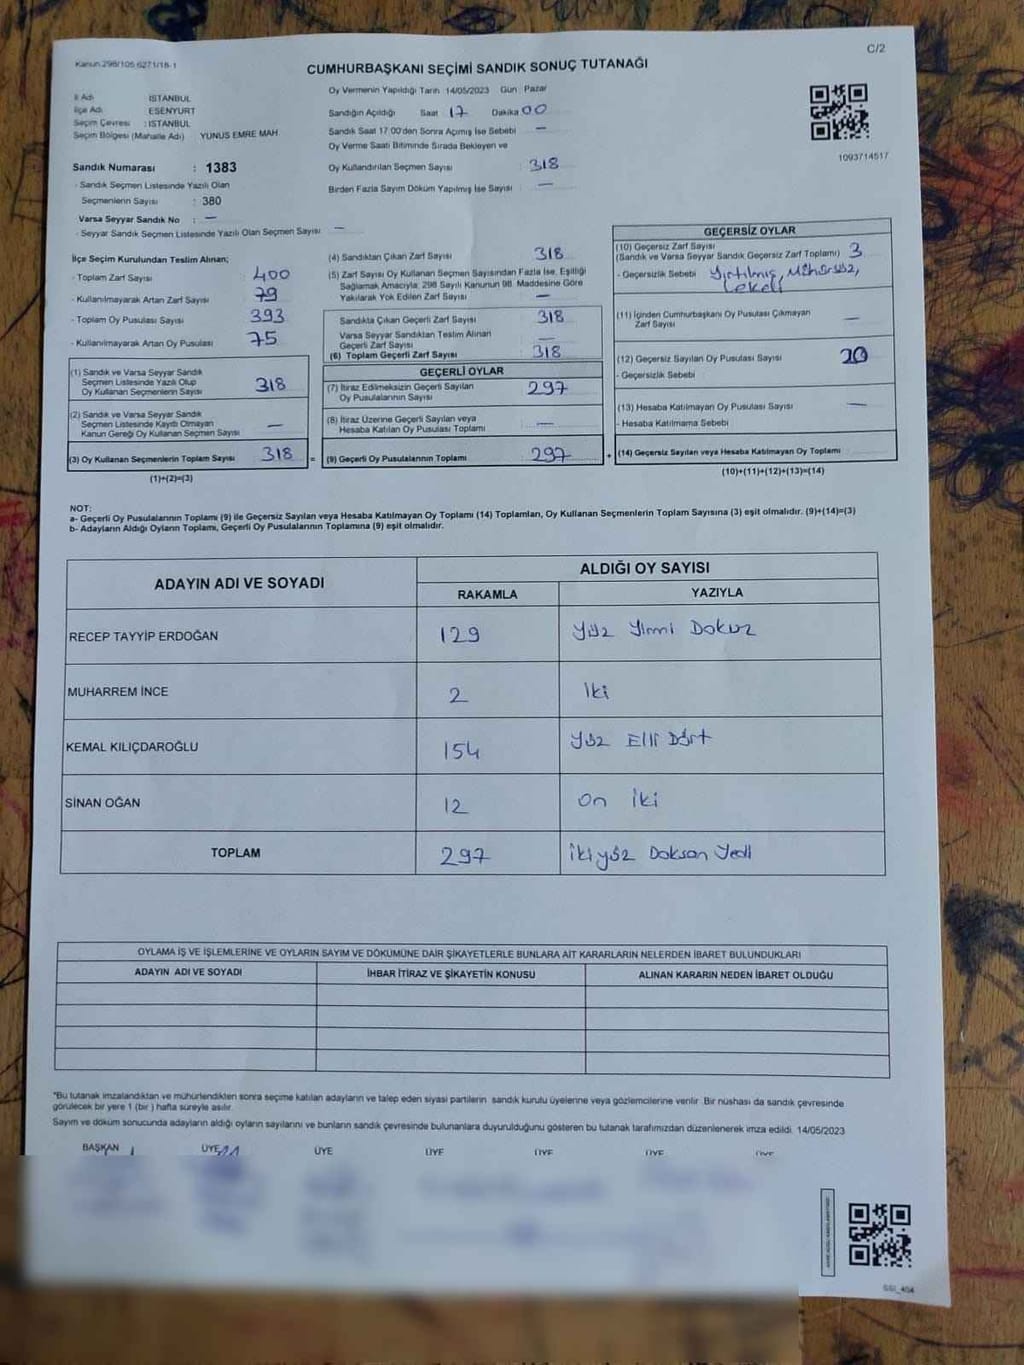 Kanun 298/105 6271/18-1
C/2
CUMHURBAŞKANI SEÇİMİ SANDIK SONUÇ TUTANAĞI
İl Adı : İSTANBUL
İlçe Adı : ESENYURT
Seçim Çevresi : İSTANBUL
Seçim Bölgesi (Mahalle Adı) YUNUS EMRE MAH.
Oy Vermenin Yapıldığı Tarih 14/05/2023 Gün Pazar
Sandığın Açıldığı Saat 17 Dakika 00
Sandık Saat 17:00'den Sonra Açılmış İse Sebebi —
Oy Verme Saati Bitiminde Sırada Bekleyen ve
Oy Kullandırılan Seçmen Sayısı : 318
Birden Fazla Sayım Döküm Yapılmış İse Sayısı : —
1093714517
Sandık Numarası : 1383
- Sandık Seçmen Listesinde Yazılı Olan
Seçmenlerin Sayısı : 380
Varsa Seyyar Sandık No : —
- Seyyar Sandık Seçmen Listesinde Yazılı Olan Seçmen Sayısı : —
İlçe Seçim Kurulundan Teslim Alınan;
- Toplam Zarf Sayısı : 400
- Kullanılmayarak Artan Zarf Sayısı : 79
- Toplam Oy Pusulası Sayısı : 393
- Kullanılmayarak Artan Oy Pusulası : 75
(1) Sandık ve Varsa Seyyar Sandık
Seçmen Listesinde Yazılı Olup
Oy Kullanan Seçmenlerin Sayısı : 318
(2) Sandık ve Varsa Seyyar Sandık
Seçmen Listesinde Kayıtlı Olmayan
Kanun Gereği Oy Kullanan Seçmen Sayısı —
(3) Oy Kullanan Seçmenlerin Toplam Sayısı 318
(1)+(2)=(3)
(4) Sandıktan Çıkan Zarf Sayısı : 318
(5) Zarf Sayısı Oy Kullanan Seçmen Sayısından Fazla İse, Eşitliği
Sağlamak Amacıyla; 298 Sayılı Kanunun 98. Maddesine Göre
Yakılarak Yok Edilen Zarf Sayısı : —
Sandıkta Çıkan Geçerli Zarf Sayısı : 318
Varsa Seyyar Sandıktan Teslim Alınan
Geçerli Zarf Sayısı —
(6) Toplam Geçerli Zarf Sayısı : 318
GEÇERLİ OYLAR
(7) İtiraz Edilmeksizin Geçerli Sayılan
Oy Pusulalarının Sayısı : 297
(8) İtiraz Üzerine Geçerli Sayılan veya
Hesaba Katılan Oy Pusulası Toplamı : —
= (9) Geçerli Oy Pusulalarının Toplamı : 297
GEÇERSİZ OYLAR
(10) Geçersiz Zarf Sayısı
(Sandık ve Varsa Seyyar Sandık Geçersiz Zarf Toplamı) 3
- Geçersizlik Sebebi : Yırtılmış, Mühürsüz,
Lekeli
(11) İçinden Cumhurbaşkanı Oy Pusulası Çıkmayan
Zarf Sayısı : —
(12) Geçersiz Sayılan Oy Pusulası Sayısı
- Geçersizlik Sebebi
(13) Hesaba Katılmayan Oy Pusulası Sayısı : —
- Hesaba Katılmama Sebebi
+ (14) Geçersiz Sayılan veya Hesaba Katılmayan Oy Toplamı
(10)+(11)+(12)+(13)=(14)
NOT:
a- Geçerli Oy Pusulalarının Toplamı (9) ile Geçersiz Sayılan veya Hesaba Katılmayan Oy Toplamı (14) Toplamları, Oy Kullanan Seçmenlerin Toplam Sayısına (3) eşit olmalıdır. (9)+(14)=(3)
b- Adayların Aldığı Oyların Toplamı, Geçerli Oy Pusulalarının Toplamına (9) eşit olmalıdır.
ADAYIN ADI VE SOYADI
ALDIĞI OY SAYISI
RAKAMLA YAZIYLA
RECEP TAYYİP ERDOĞAN 129 Yüz Yirmi Dokuz
MUHARREM İNCE 2 İki
KEMAL KILIÇDAROĞLU 154 Yüz Elli Dört
SİNAN OĞAN 12 On İki
TOPLAM 297 İkiyüz Doksan Yedi
OYLAMA İŞ VE İŞLEMLERİNE VE OYLARIN SAYIM VE DÖKÜMÜNE DAİR ŞİKAYETLERLE BUNLARA AİT KARARLARIN NELERDEN İBARET BULUNDUKLARI
ADAYIN ADI VE SOYADI İHBAR İTİRAZ VE ŞİKAYETİN KONUSU ALINAN KARARIN NEDEN İBARET OLDUĞU
*Bu tutanak imzalandıktan ve mühürlendikten sonra seçime katılan adayların ve talep eden siyasi partilerin sandık kurulu üyelerine veya gözlemcilerine verilir. Bir nüshası da sandık çevresinde
görülecek bir yere 1 (bir) hafta süreyle asılır.
Sayım ve döküm sonucunda adayların aldığı oyların sayılarını ve bunların sandık çevresinde bulunanlara duyurulduğunu gösteren bu tutanak tarafımızdan düzenlenerek imza edildi. 14/05/2023
BAŞKAN ÜYE ÜYE ÜYE ÜYE ÜYE ÜYE
SSI_404